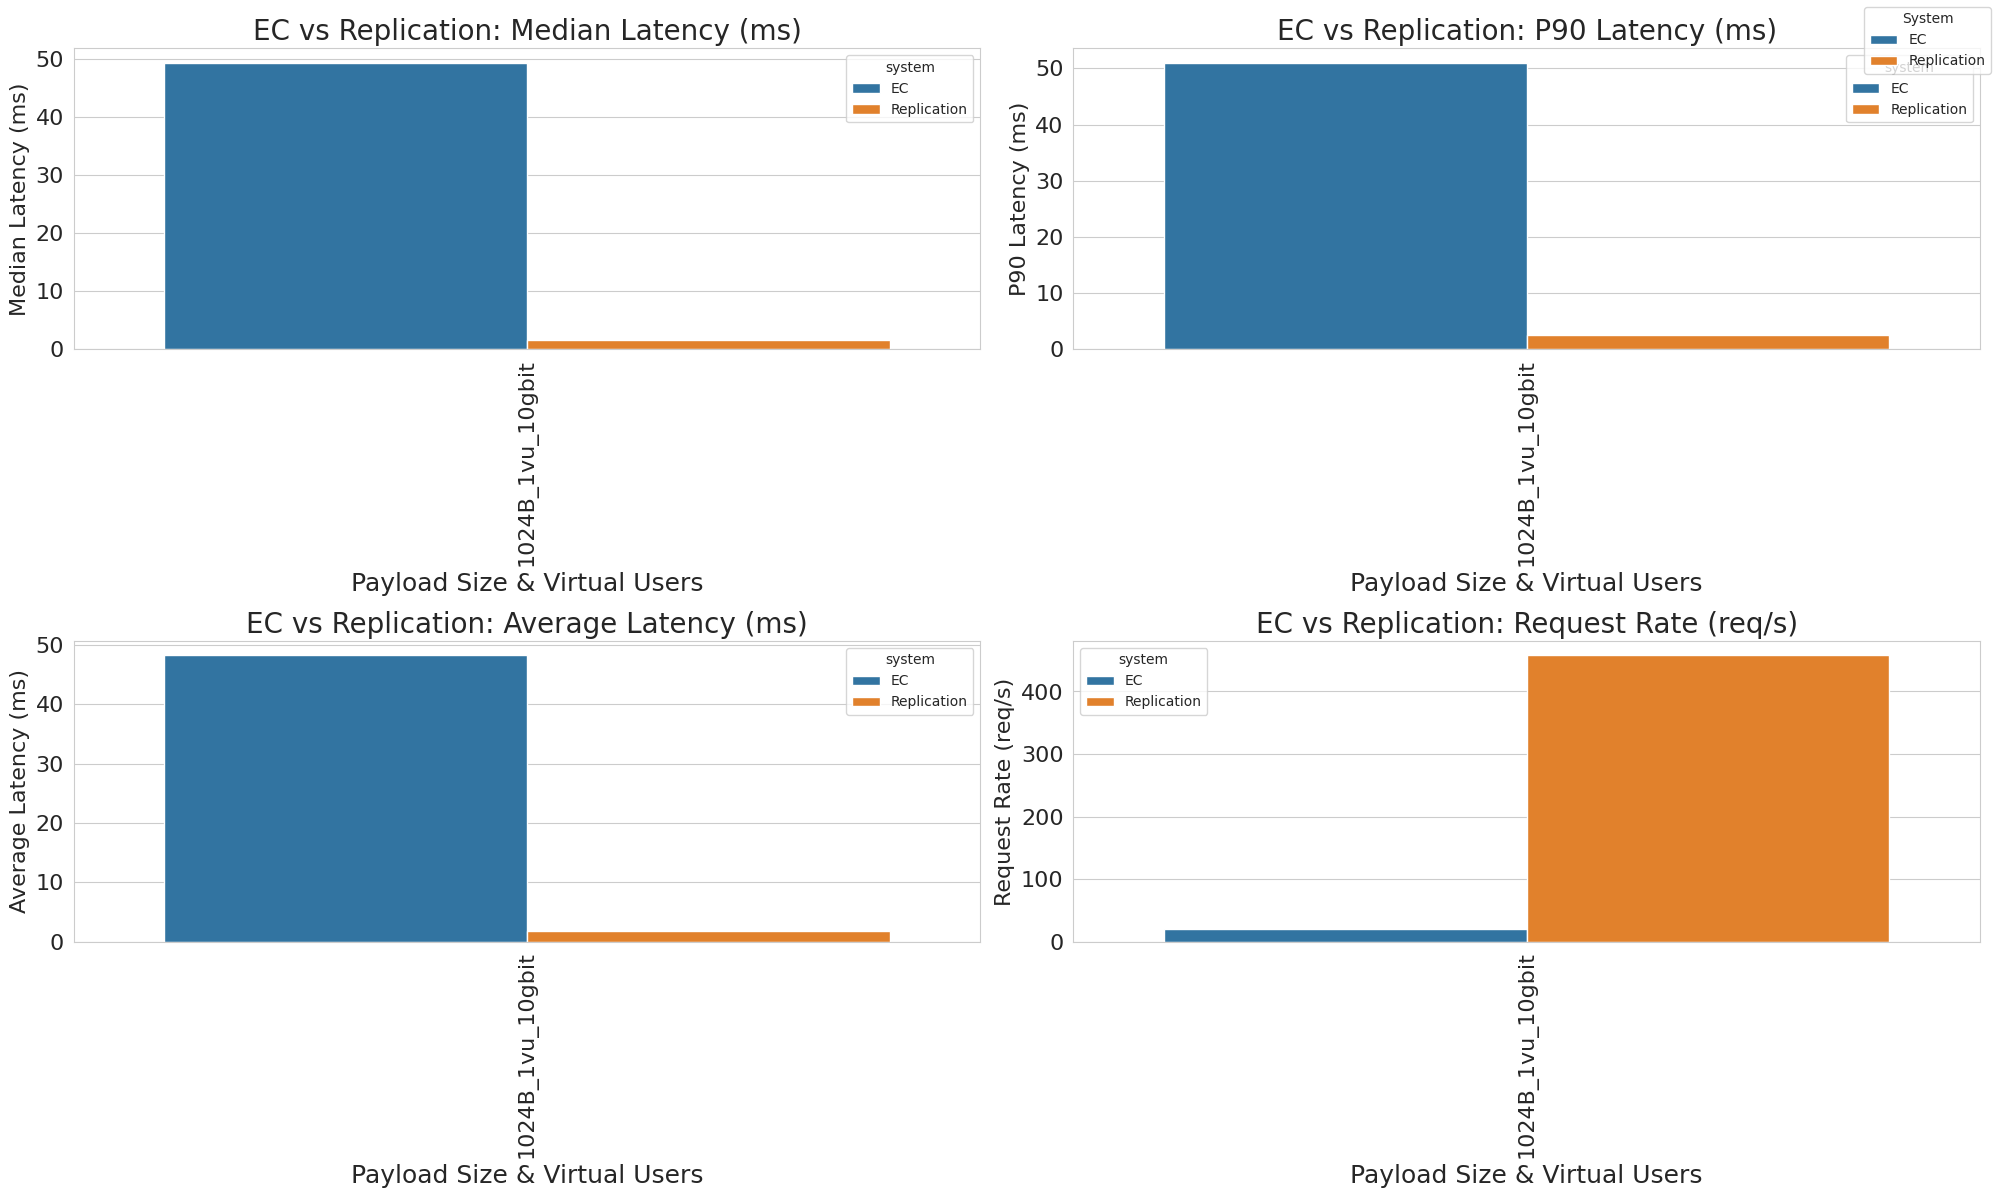 EC vs Replication: Median Latency (ms)
Median Latency (ms)
50
40
30
20
10
0
system
EC
Replication
1024B_1vu_10gbit
Payload Size & Virtual Users
EC vs Replication: P90 Latency (ms)
P90 Latency (ms)
50
40
30
20
10
0
System
EC
Replication
system
EC
Replication
1024B_1vu_10gbit
Payload Size & Virtual Users
EC vs Replication: Average Latency (ms)
Average Latency (ms)
50
40
30
20
10
0
system
EC
Replication
1024B_1vu_10gbit
Payload Size & Virtual Users
EC vs Replication: Request Rate (req/s)
Request Rate (req/s)
400
300
200
100
0
system
EC
Replication
1024B_1vu_10gbit
Payload Size & Virtual Users